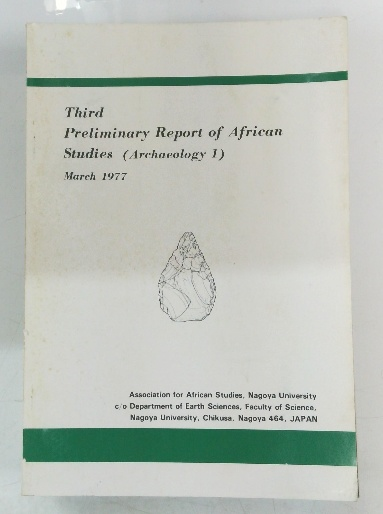 Third
Preliminary Report of African
Studies (Archaeology 1)
March 1977
Association for African Studies, Nagoya University
c/o Department of Earth Sciences, Faculty of Science,
Nagoya University, Chikusa, Nagoya 464, JAPAN